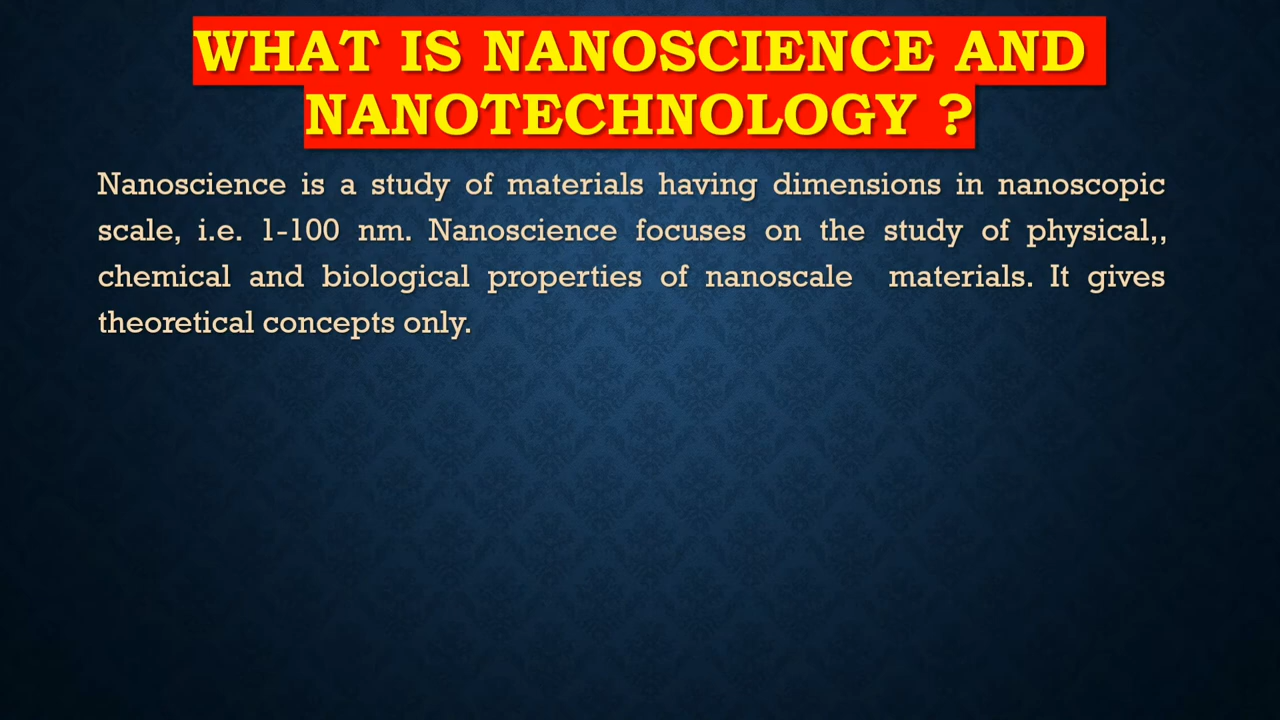 WHAT IS NANOSCIENCE AND
NANOTECHNOLOGY ?
Nanoscience is a study of materials having dimensions in nanoscopic
scale, i.e. 1-100 nm. Nanoscience focuses on the study of physical,,
chemical and biological properties of nanoscale materials. It gives
theoretical concepts only.